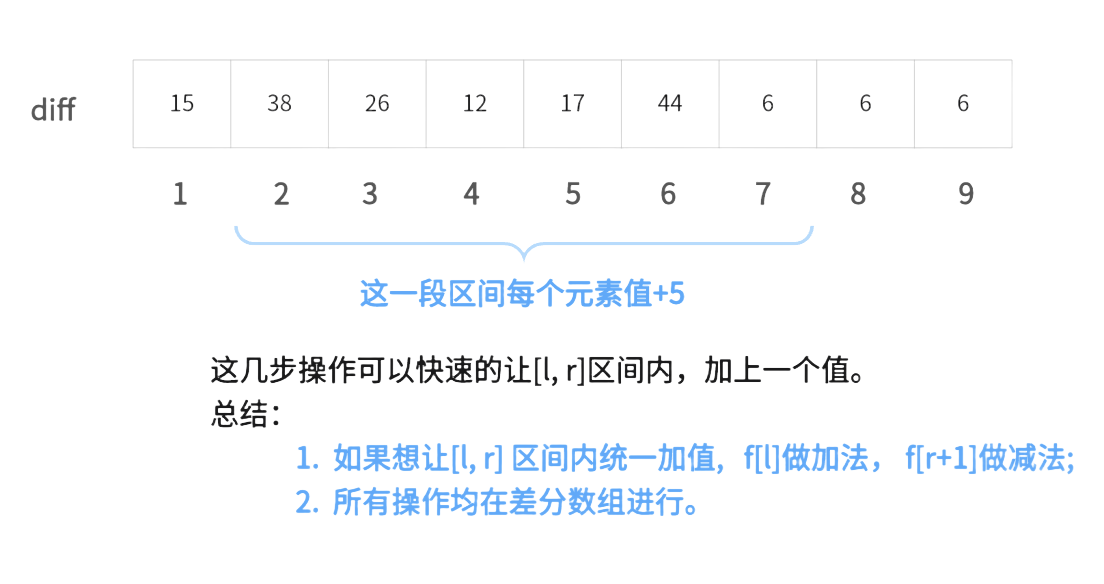 diff 15 38 26 12 17 44 6 6 6
1 2 3 4 5 6 7 8 9
这一段区间每个元素值+5
这几步操作可以快速的让[l, r]区间内，加上一个值。
总结：
1. 如果想让[l, r] 区间内统一加值, f[l]做加法， f[r+1]做减法;
2. 所有操作均在差分数组进行。